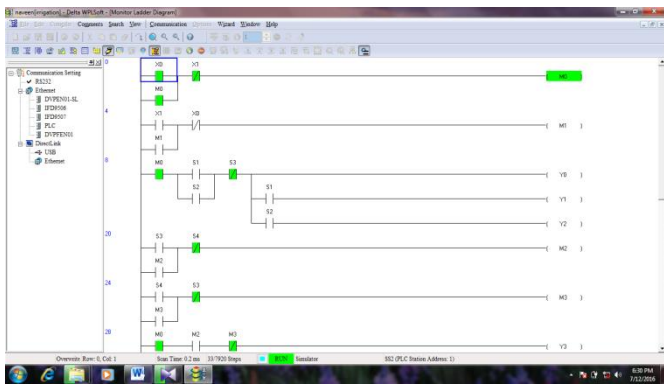 naveen[irrigation] - Delta WPLSoft - [Monitor Ladder Diagram]
Comments Search View Communication Wizard Window Help
Communication Setting
RS232
Ethernet
DVPEN01-SL
IFD9506
IFD9507
PLC
DVPFEN01
DirectLink
USB
Ethernet
0
X0 X1
M0
M0
4
X1 X0
M1
M1
8
M0 S1 S3
Y0
S2 S1
Y1
S2
Y2
20
S3 S4
M2
M2
24
S4 S3
M3
M3
28
M0 M2 M3
Y3
Overwrite Row: 0, Col: 1 Scan Time: 0.2 ms 33/7920 Steps RUN Simulator SS2 (PLC Station Address: 1)
6:30 PM
7/12/2016